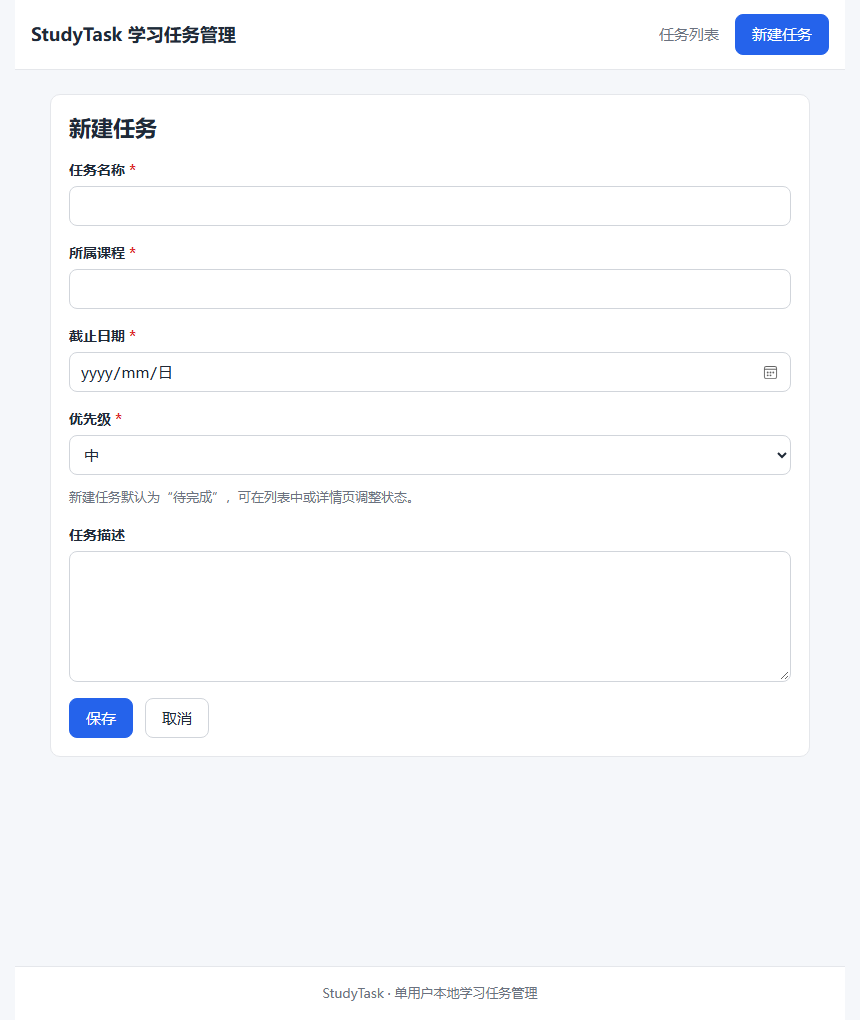 StudyTask 学习任务管理
任务列表
新建任务
新建任务
任务名称 *
所属课程 *
截止日期 *
yyyy/mm/日
优先级 *
中
新建任务默认为“待完成”，可在列表中或详情页调整状态。
任务描述
保存
取消
StudyTask · 单用户本地学习任务管理